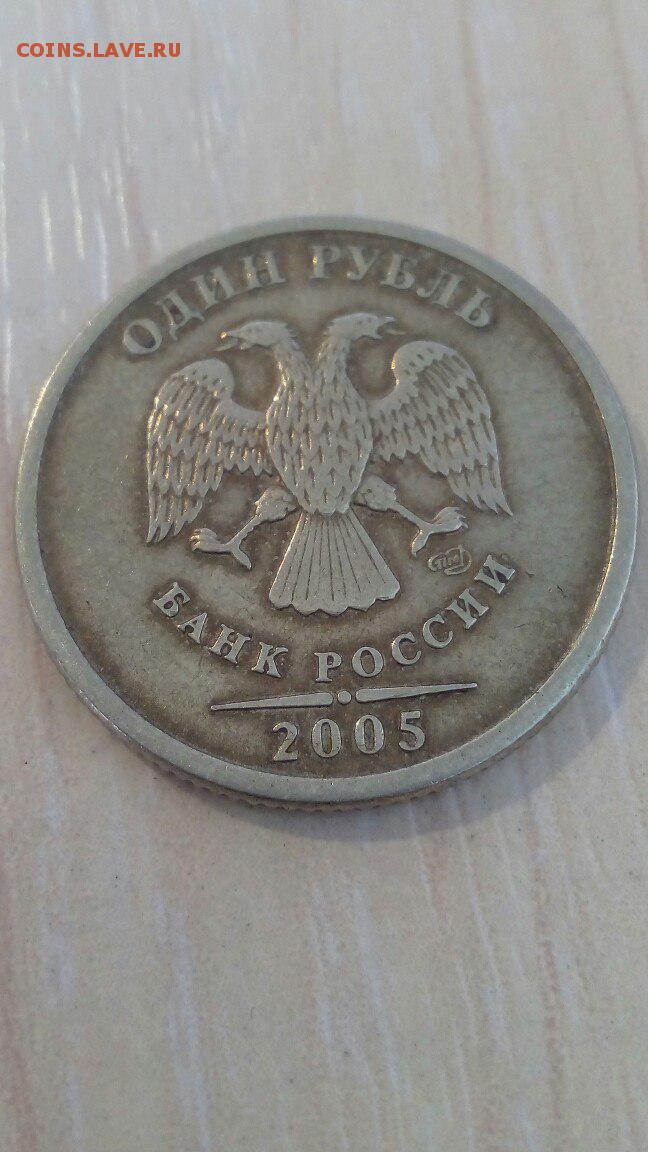 COINS.LAVE.RU
ОДИН РУБЛЬ
БАНК РОССИИ
2005